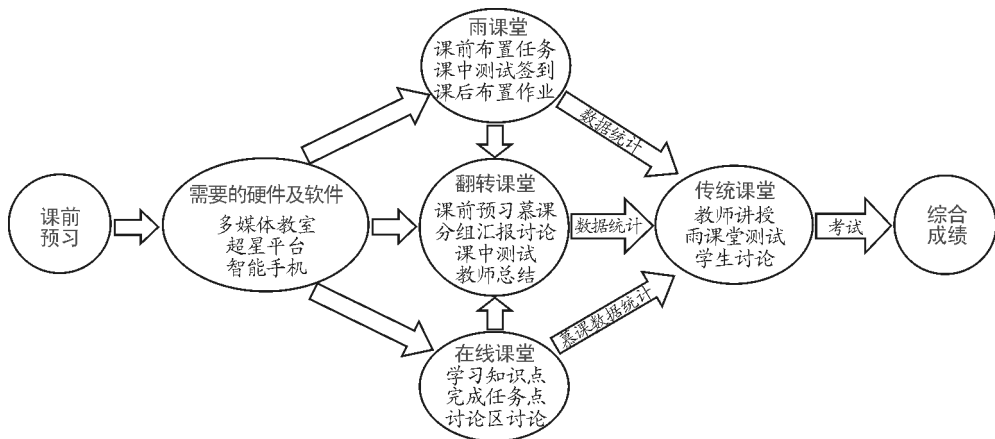 课前
预习
需要的硬件及软件
多媒体教室
超星平台
智能手机
雨课堂
课前布置任务
课中测试签到
课后布置作业
翻转课堂
课前预习慕课
分组汇报讨论
课中测试
教师总结
在线课堂
学习知识点
完成任务点
讨论区讨论
数据统计
数据统计
慕课数据统计
传统课堂
教师讲授
雨课堂测试
学生讨论
考试
综合
成绩